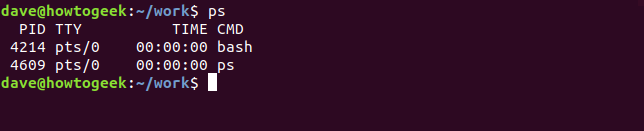 dave@howtogeek:~/work$ ps
  PID TTY          TIME CMD
 4214 pts/0    00:00:00 bash
 4609 pts/0    00:00:00 ps
dave@howtogeek:~/work$